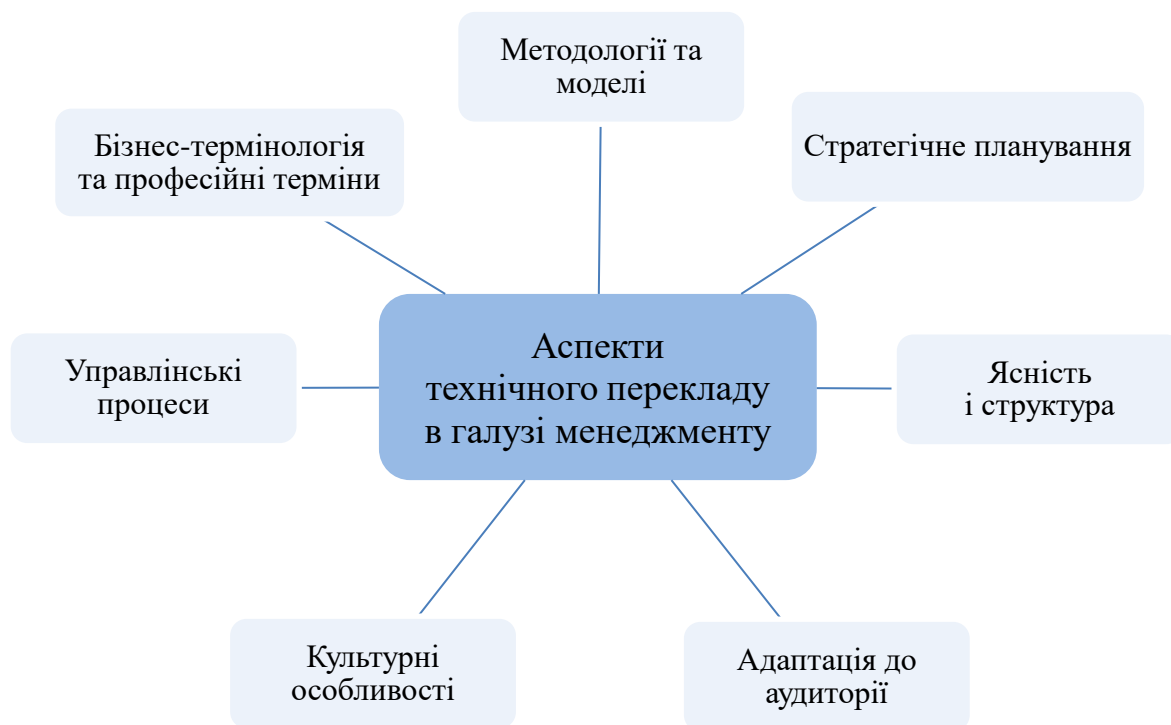 Методології та
моделі
Бізнес-термінологія
та професійні терміни
Стратегічне планування
Управлінські
процеси
Аспекти
технічного перекладу
в галузі менеджменту
Ясність
і структура
Культурні
особливості
Адаптація до
аудиторії